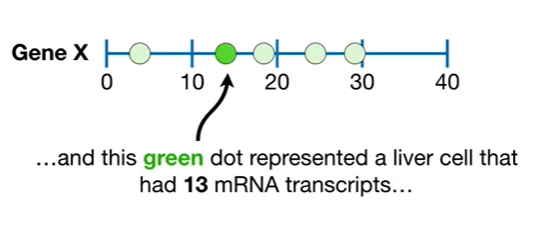 Gene X
0 10 20 30 40
…and this green dot represented a liver cell that
had 13 mRNA transcripts…